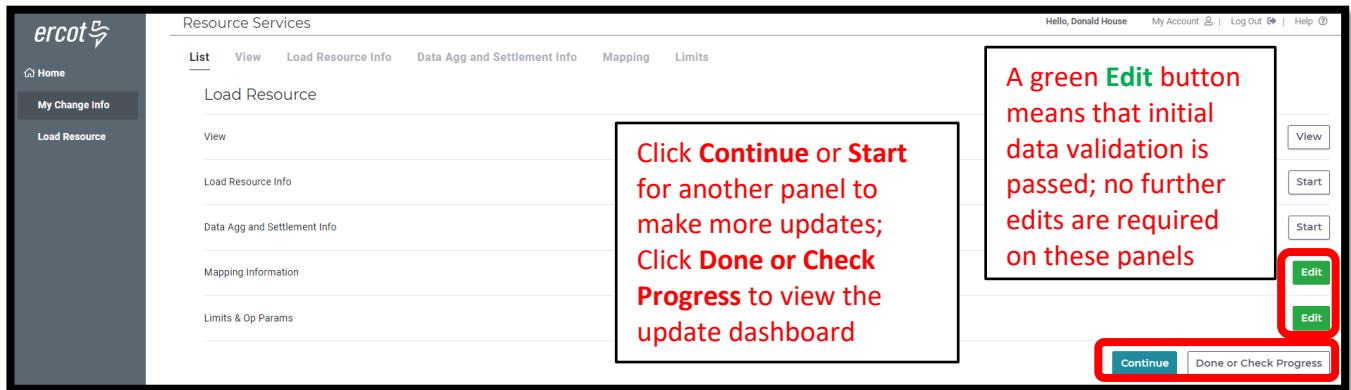 ercot
Resource Services
Hello, Donald House My Account | Log Out | Help
Home
My Change Info
Load Resource
List View Load Resource Info Data Agg and Settlement Info Mapping Limits
Load Resource
View View
Load Resource Info Start
Data Agg and Settlement Info Start
Mapping Information Edit
Limits & Op Params Edit
Continue Done or Check Progress
Click Continue or Start
for another panel to
make more updates;
Click Done or Check
Progress to view the
update dashboard
A green Edit button
means that initial
data validation is
passed; no further
edits are required
on these panels